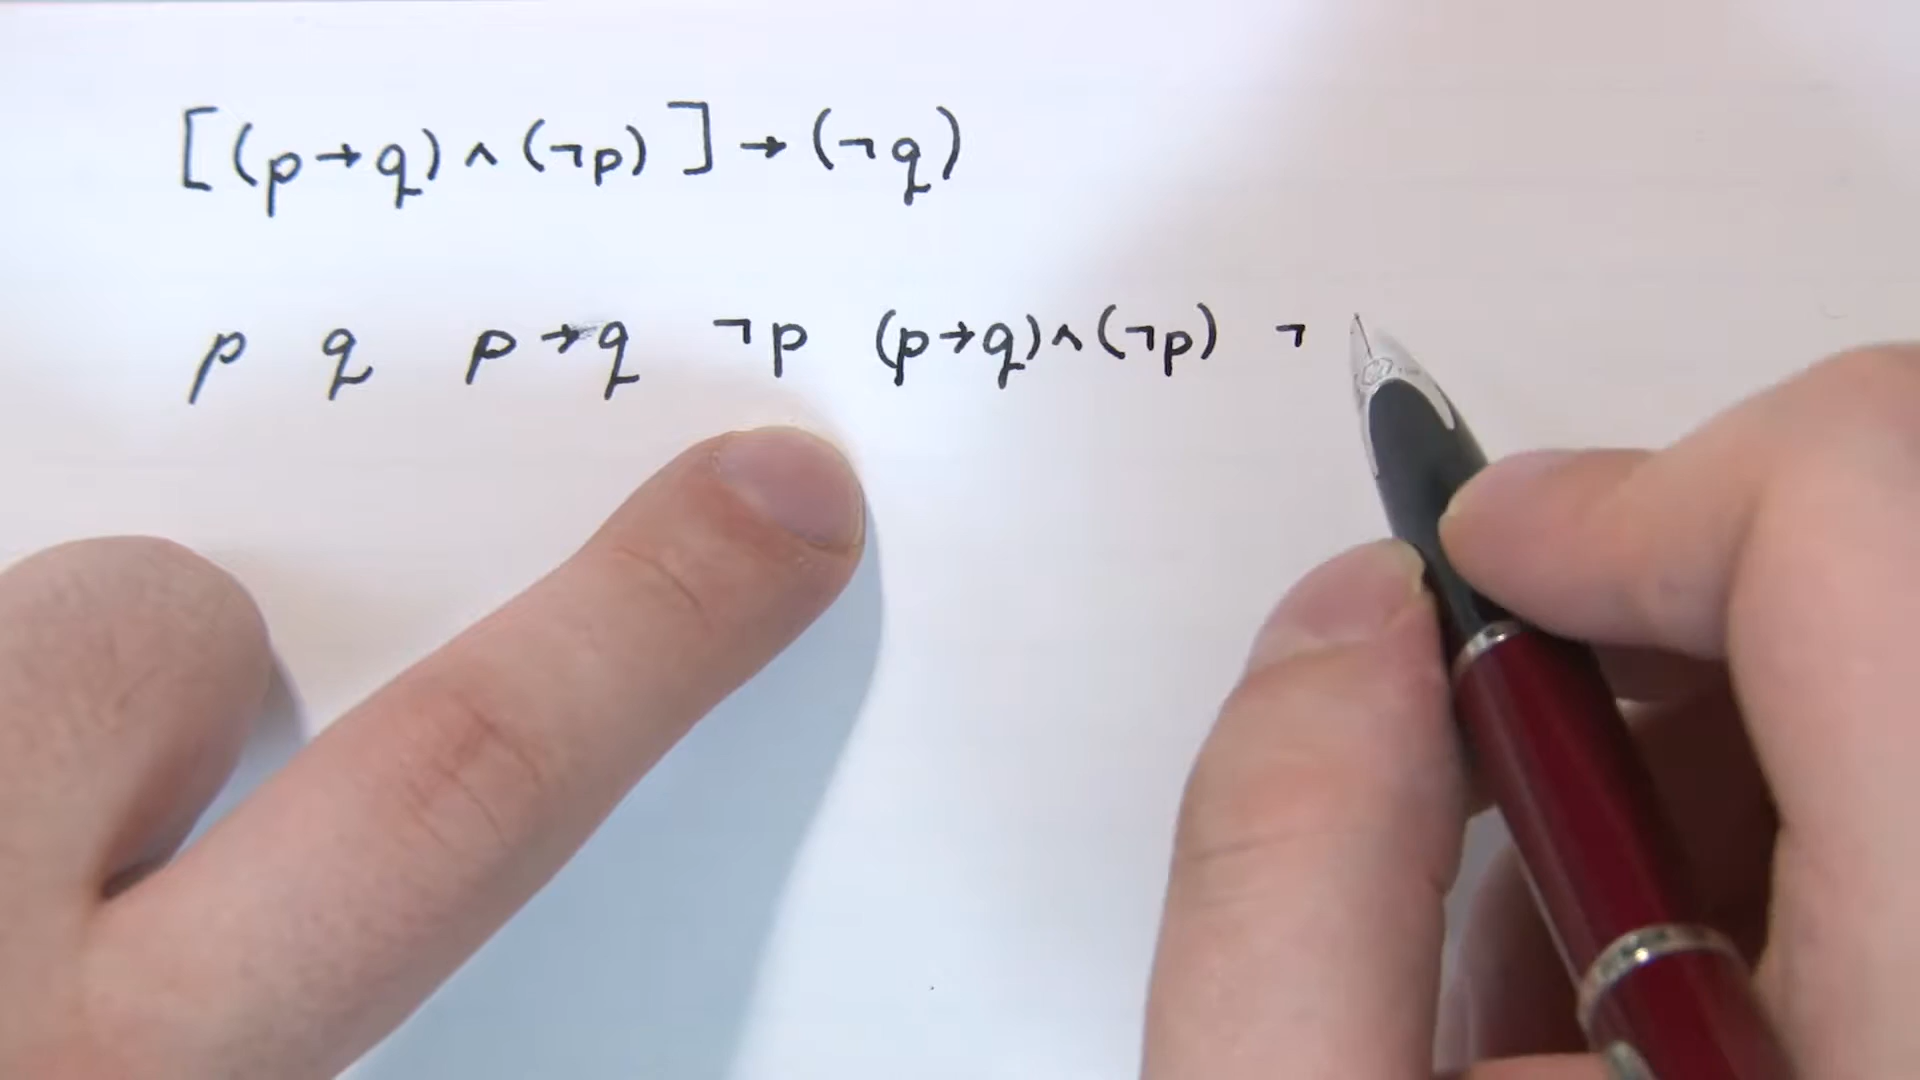 [(p→q)∧(¬p)]→(¬q)
p q p→q ¬p (p→q)∧(¬p) ¬